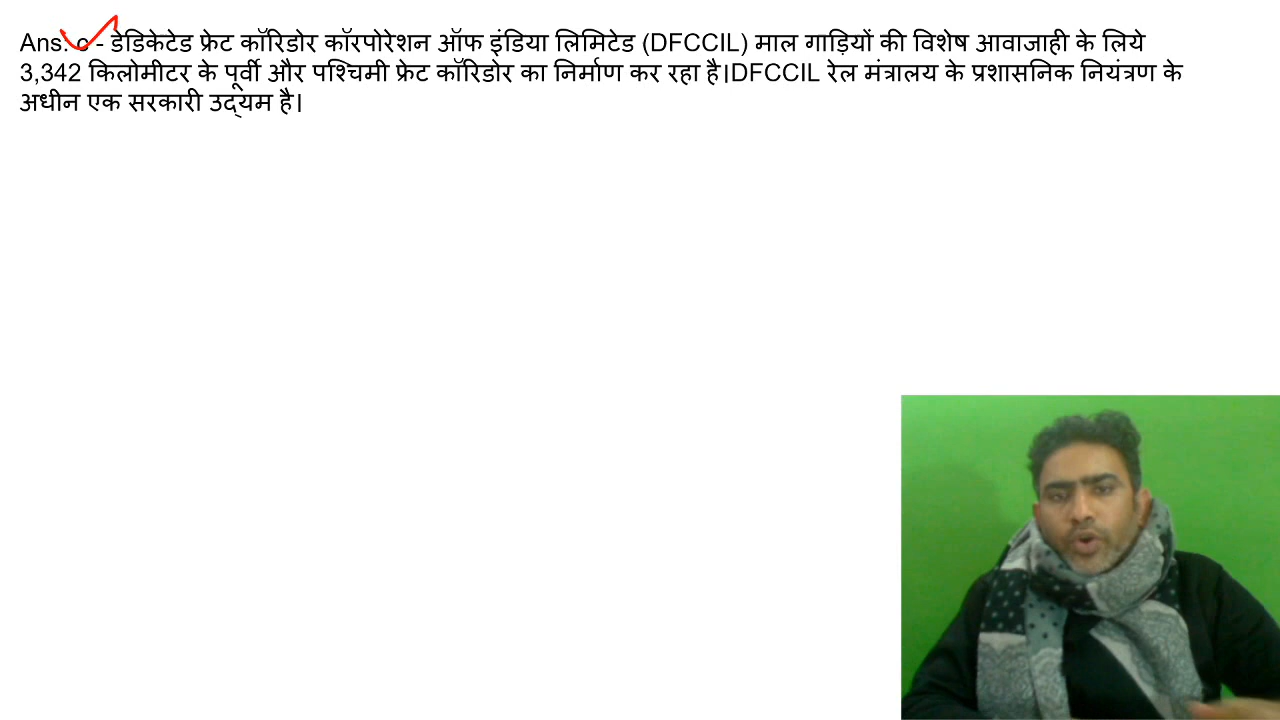 Ans. c - डेडिकेटेड फ्रेट कॉरिडोर कॉरपोरेशन ऑफ इंडिया लिमिटेड (DFCCIL) माल गाड़ियों की विशेष आवाजाही के लिये
3,342 किलोमीटर के पूर्वी और पश्चिमी फ्रेट कॉरिडोर का निर्माण कर रहा है।DFCCIL रेल मंत्रालय के प्रशासनिक नियंत्रण के
अधीन एक सरकारी उद्यम है।